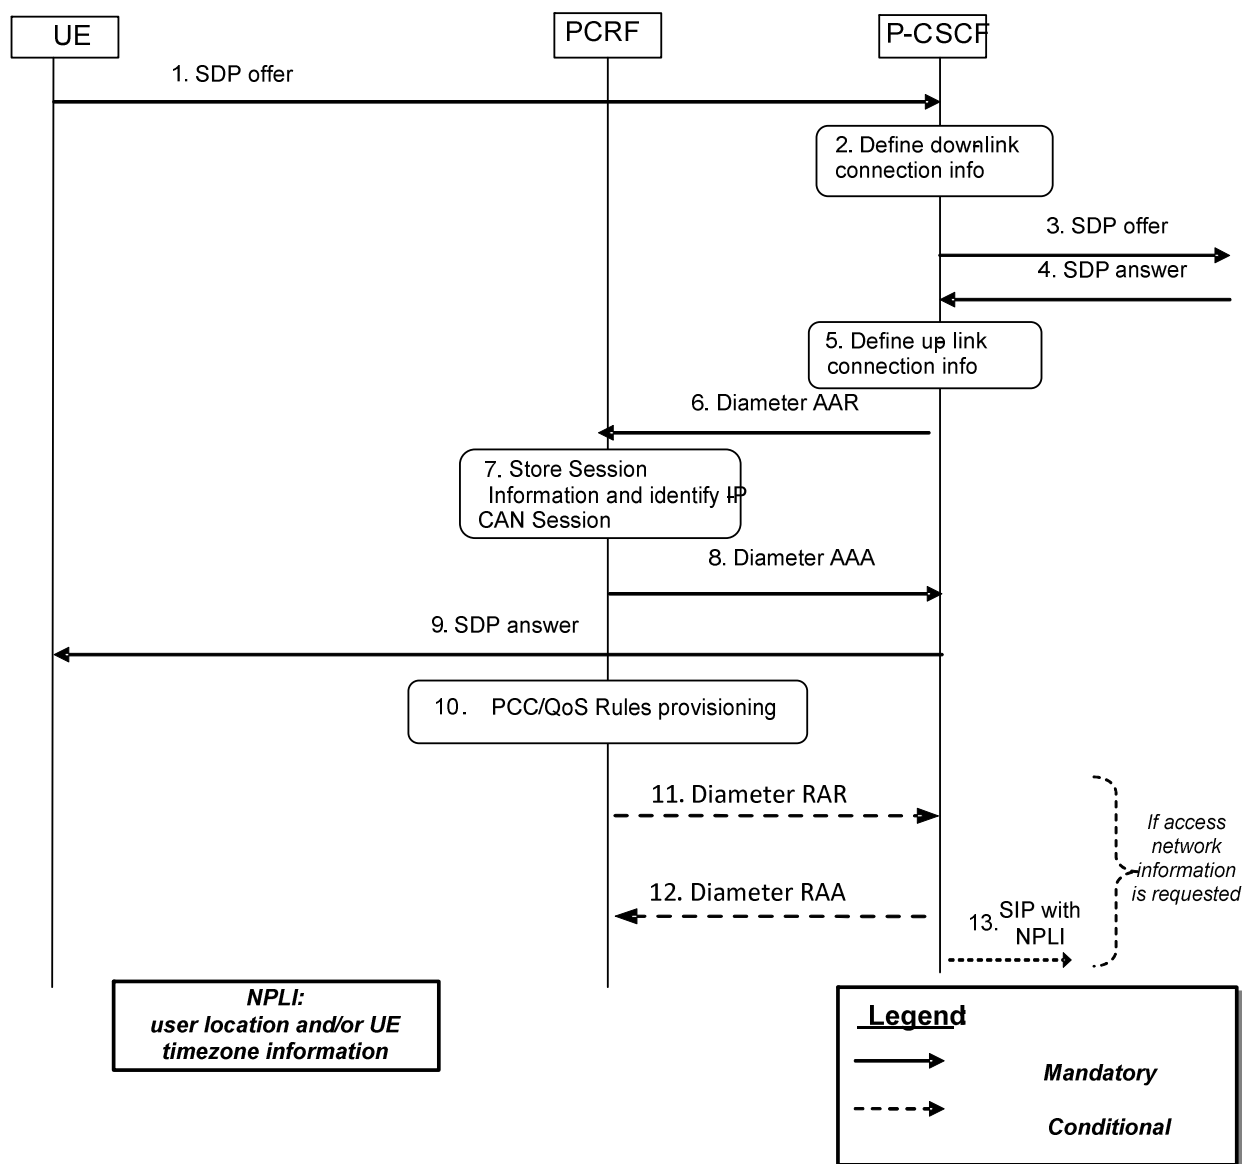 UE
PCRF
P-CSCF
1. SDP offer
2. Define downlink
connection info
3. SDP offer
4. SDP answer
5. Define up link
connection info
6. Diameter AAR
7. Store Session
Information and identify IP-
CAN Session
8. Diameter AAA
9. SDP answer
10. PCC/QoS Rules provisioning
11. Diameter RAR
If access
network
information
is requested
12. Diameter RAA
13. SIP with
NPLI
NPLI:
user location and/or UE
timezone information
Legend:
Mandatory
Conditional